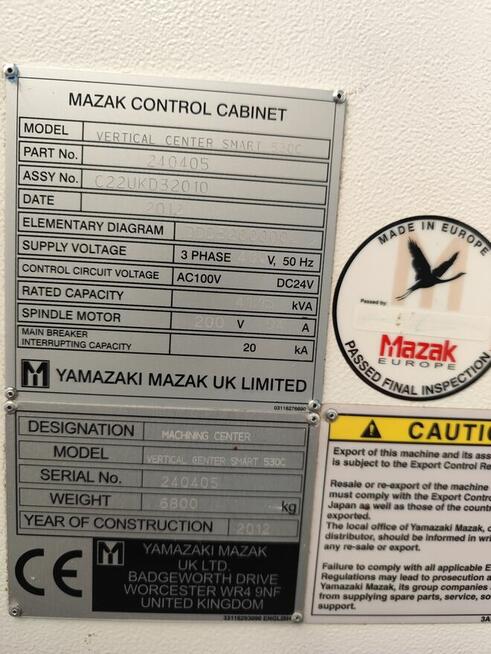 MAZAK CONTROL CABINET
MODEL VERTICAL CENTER SMART 530C
PART No. 240405
ASSY No. C22UKD32010
DATE 2012
ELEMENTARY DIAGRAM
SUPPLY VOLTAGE 3 PHASE V, 50 Hz
CONTROL CIRCUIT VOLTAGE AC100V DC24V
RATED CAPACITY kVA
SPINDLE MOTOR 200 V A
MAIN BREAKER
INTERRUPTING CAPACITY 20 kA
M YAMAZAKI MAZAK UK LIMITED
03116276690
DESIGNATION MACHINING CENTER
MODEL VERTICAL CENTER SMART 530C
SERIAL No. 240405
WEIGHT 6800 kg
YEAR OF CONSTRUCTION 2012
CE
M YAMAZAKI MAZAK
UK LTD.
BADGEWORTH DRIVE
WORCESTER WR4 9NF
UNITED KINGDOM
ENGLISH
MADE IN EUROPE
Passed by:
Mazak
EUROPE
PASSED FINAL INSPECTION
CAUTIO
Export of this machine and its ass
is subject to the Export Control Re
Resale or re-export of the machine
must comply with the Export Contro
Japan as well as those of the count
exported.
The local office of Yamazaki Mazak, o
distributor, should be informed in wri
any re-sale or export.
Failure to comply with all applicable E
Regulations may lead to prosecution a
Yamazaki Mazak, its group companies
from supplying spare parts, service, so
support.
3A